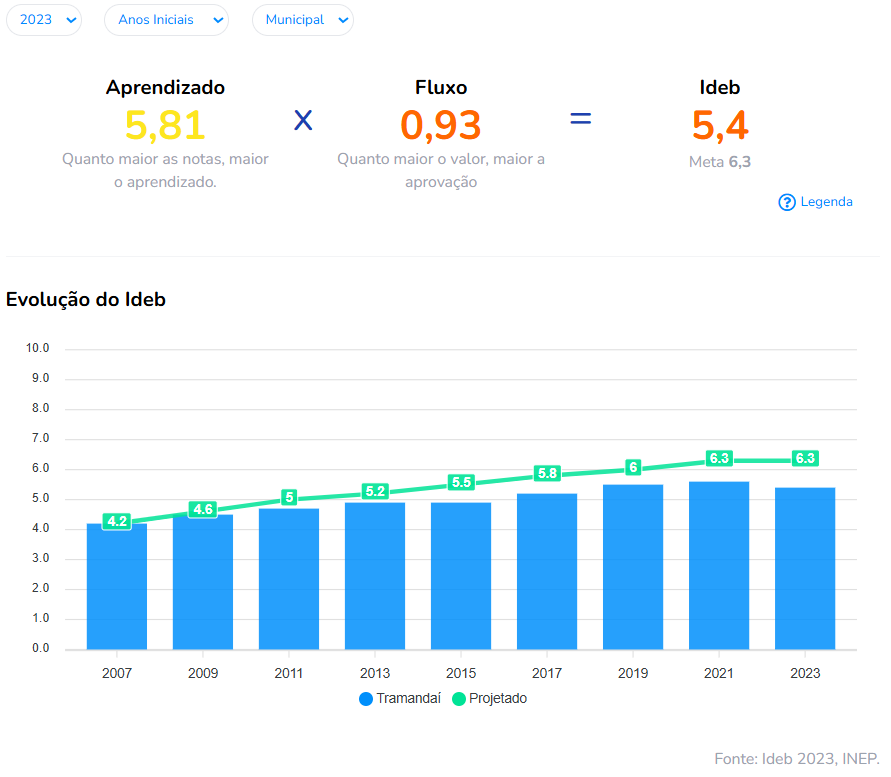 2023 Anos Iniciais Municipal
Aprendizado Fluxo Ideb
5,81 X 0,93 = 5,4
Quanto maior as notas, maior o aprendizado.
Quanto maior o valor, maior a aprovação
Meta 6,3
? Legenda
Evolução do Ideb
10.0
9.0
8.0
7.0
6.0
5.0
4.0
3.0
2.0
1.0
0.0
4.2 4.6 5 5.2 5.5 5.8 6 6.3 6.3
2007 2009 2011 2013 2015 2017 2019 2021 2023
Tramandaí Projetado
Fonte: Ideb 2023, INEP.